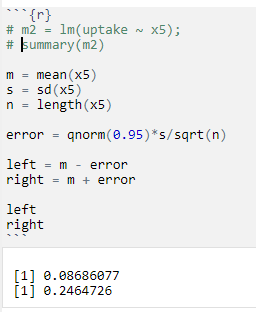 ```{r}
# m2 = lm(uptake ~ x5);
# summary(m2)
m = mean(x5)
s = sd(x5)
n = length(x5)
error = qnorm(0.95)*s/sqrt(n)
left = m - error
right = m + error
left
right
```
[1] 0.08686077
[1] 0.2464726